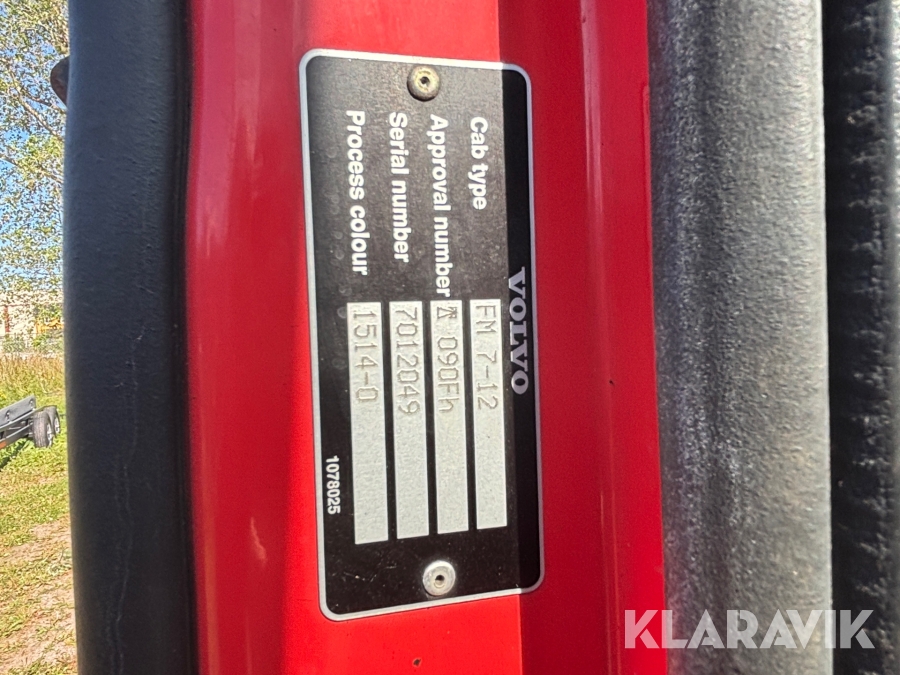 VOLVO
Cab type FM 7-12
Approval number 090Fh
Serial number 7012049
Process colour 1514-0
1078025
KLARAVIK